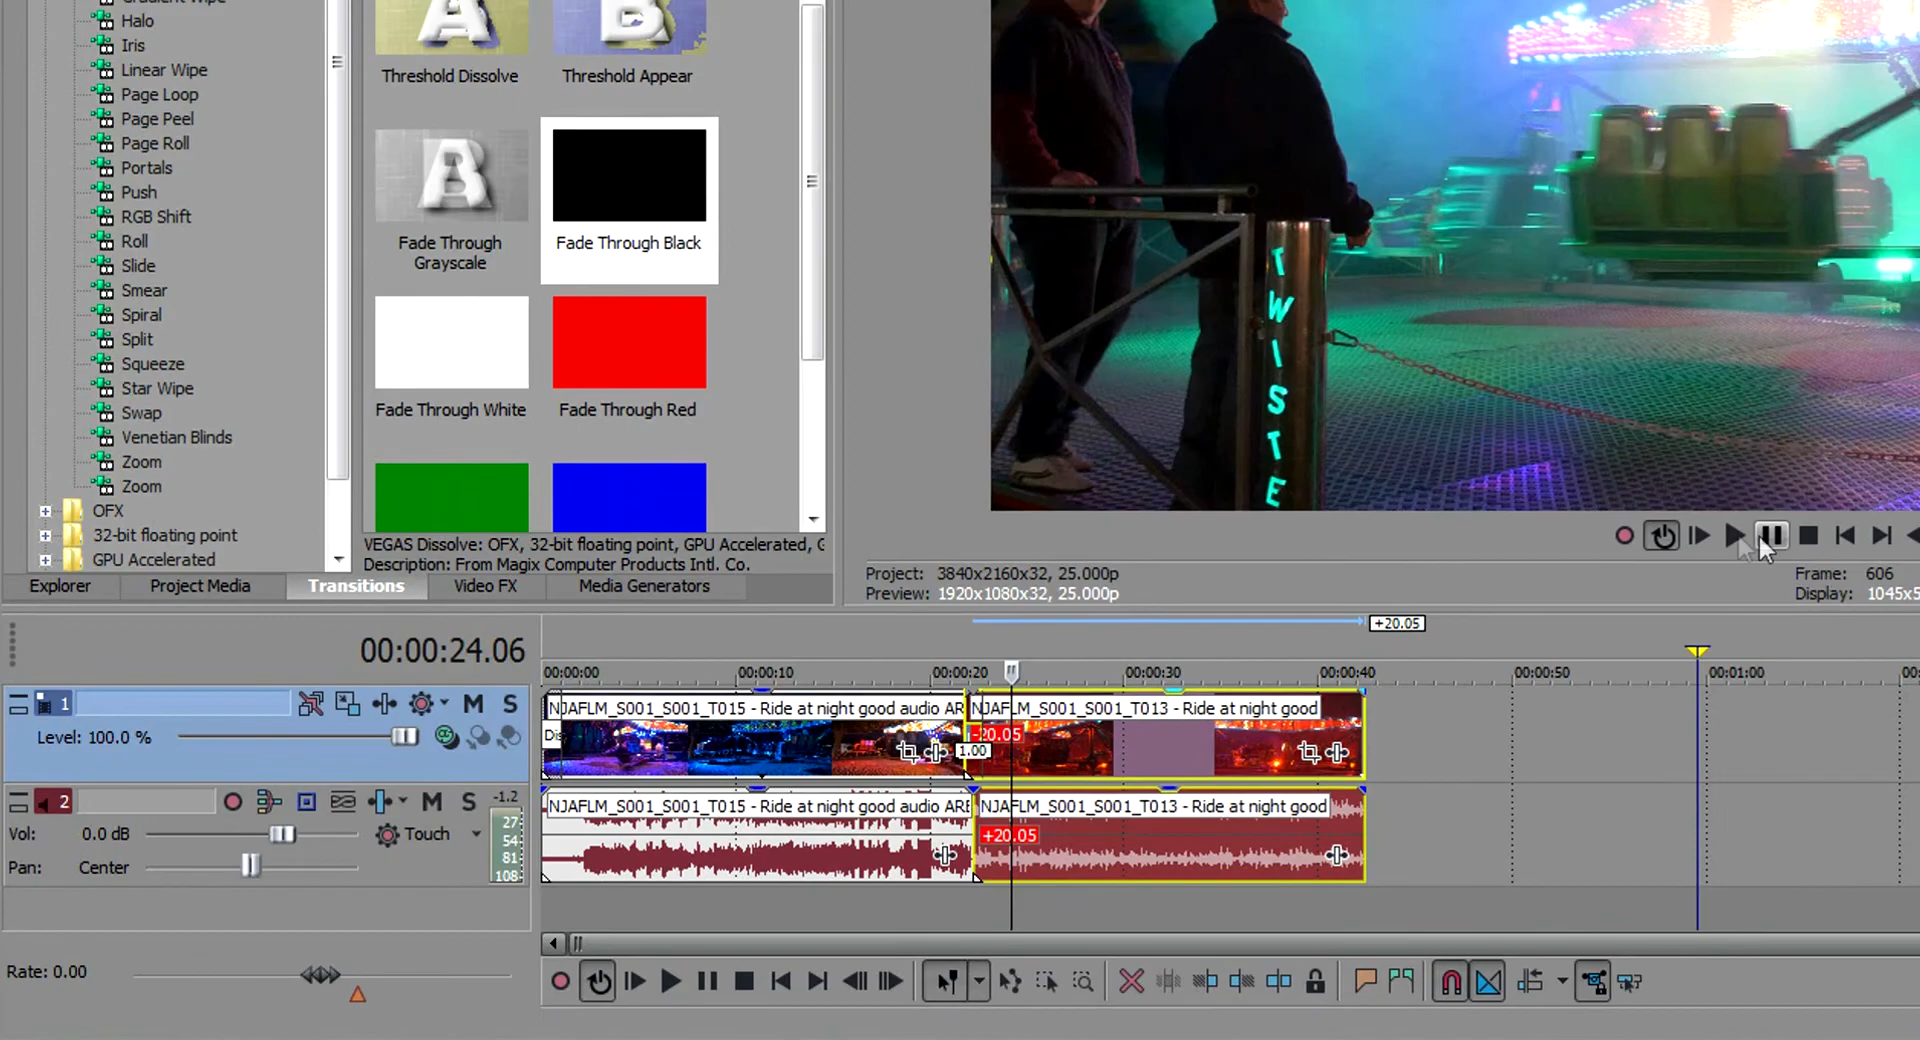 Halo
Iris
Linear Wipe
Page Loop
Page Peel
Page Roll
Portals
Push
RGB Shift
Roll
Slide
Smear
Spiral
Split
Squeeze
Star Wipe
Swap
Venetian Blinds
Zoom
Zoom
OFX
32-bit floating point
GPU Accelerated
Threshold Dissolve
Threshold Appear
Fade Through
Grayscale
Fade Through Black
Fade Through White
Fade Through Red
VEGAS Dissolve: OFX, 32-bit floating point, GPU Accelerated, G
Description: From Magix Computer Products Intl. Co.
Explorer
Project Media
Transitions
Video FX
Media Generators
TWISTE
Project: 3840x2160x32, 25.000p
Preview: 1920x1080x32, 25.000p
Frame: 606
Display: 1045x5
00:00:24.06
+20.05
00:00:00
00:00:10
00:00:20
00:00:30
00:00:40
00:00:50
00:01:00
00
1
M
S
Level: 100.0 %
NJAFLM_S001_S001_T015 - Ride at night good audio AR
NJAFLM_S001_S001_T013 - Ride at night good
Dis
-20.05
1.00
2
M
S
-1.2
27
54
81
108
Vol: 0.0 dB
Touch
Pan: Center
NJAFLM_S001_S001_T015 - Ride at night good audio ARE
NJAFLM_S001_S001_T013 - Ride at night good
+20.05
Rate: 0.00